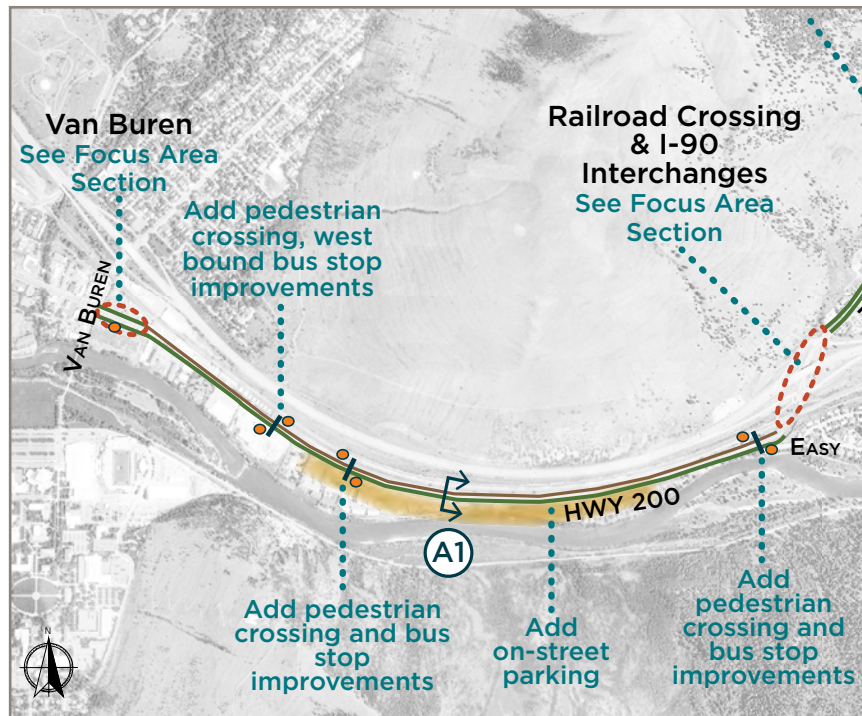 Van Buren
See Focus Area
Section
Add pedestrian
crossing, west
bound bus stop
improvements
Railroad Crossing
& I-90
Interchanges
See Focus Area
Section
VAN BUREN
EASY
HWY 200
A1
Add pedestrian
crossing and bus
stop
improvements
Add
on-street
parking
Add
pedestrian
crossing and
bus stop
improvements
N